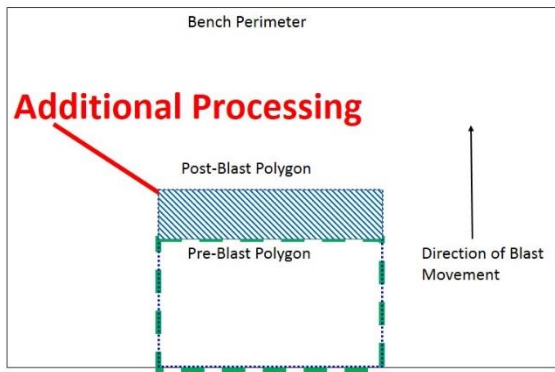 Bench Perimeter
Additional Processing
Post-Blast Polygon
Pre-Blast Polygon
Direction of Blast
Movement